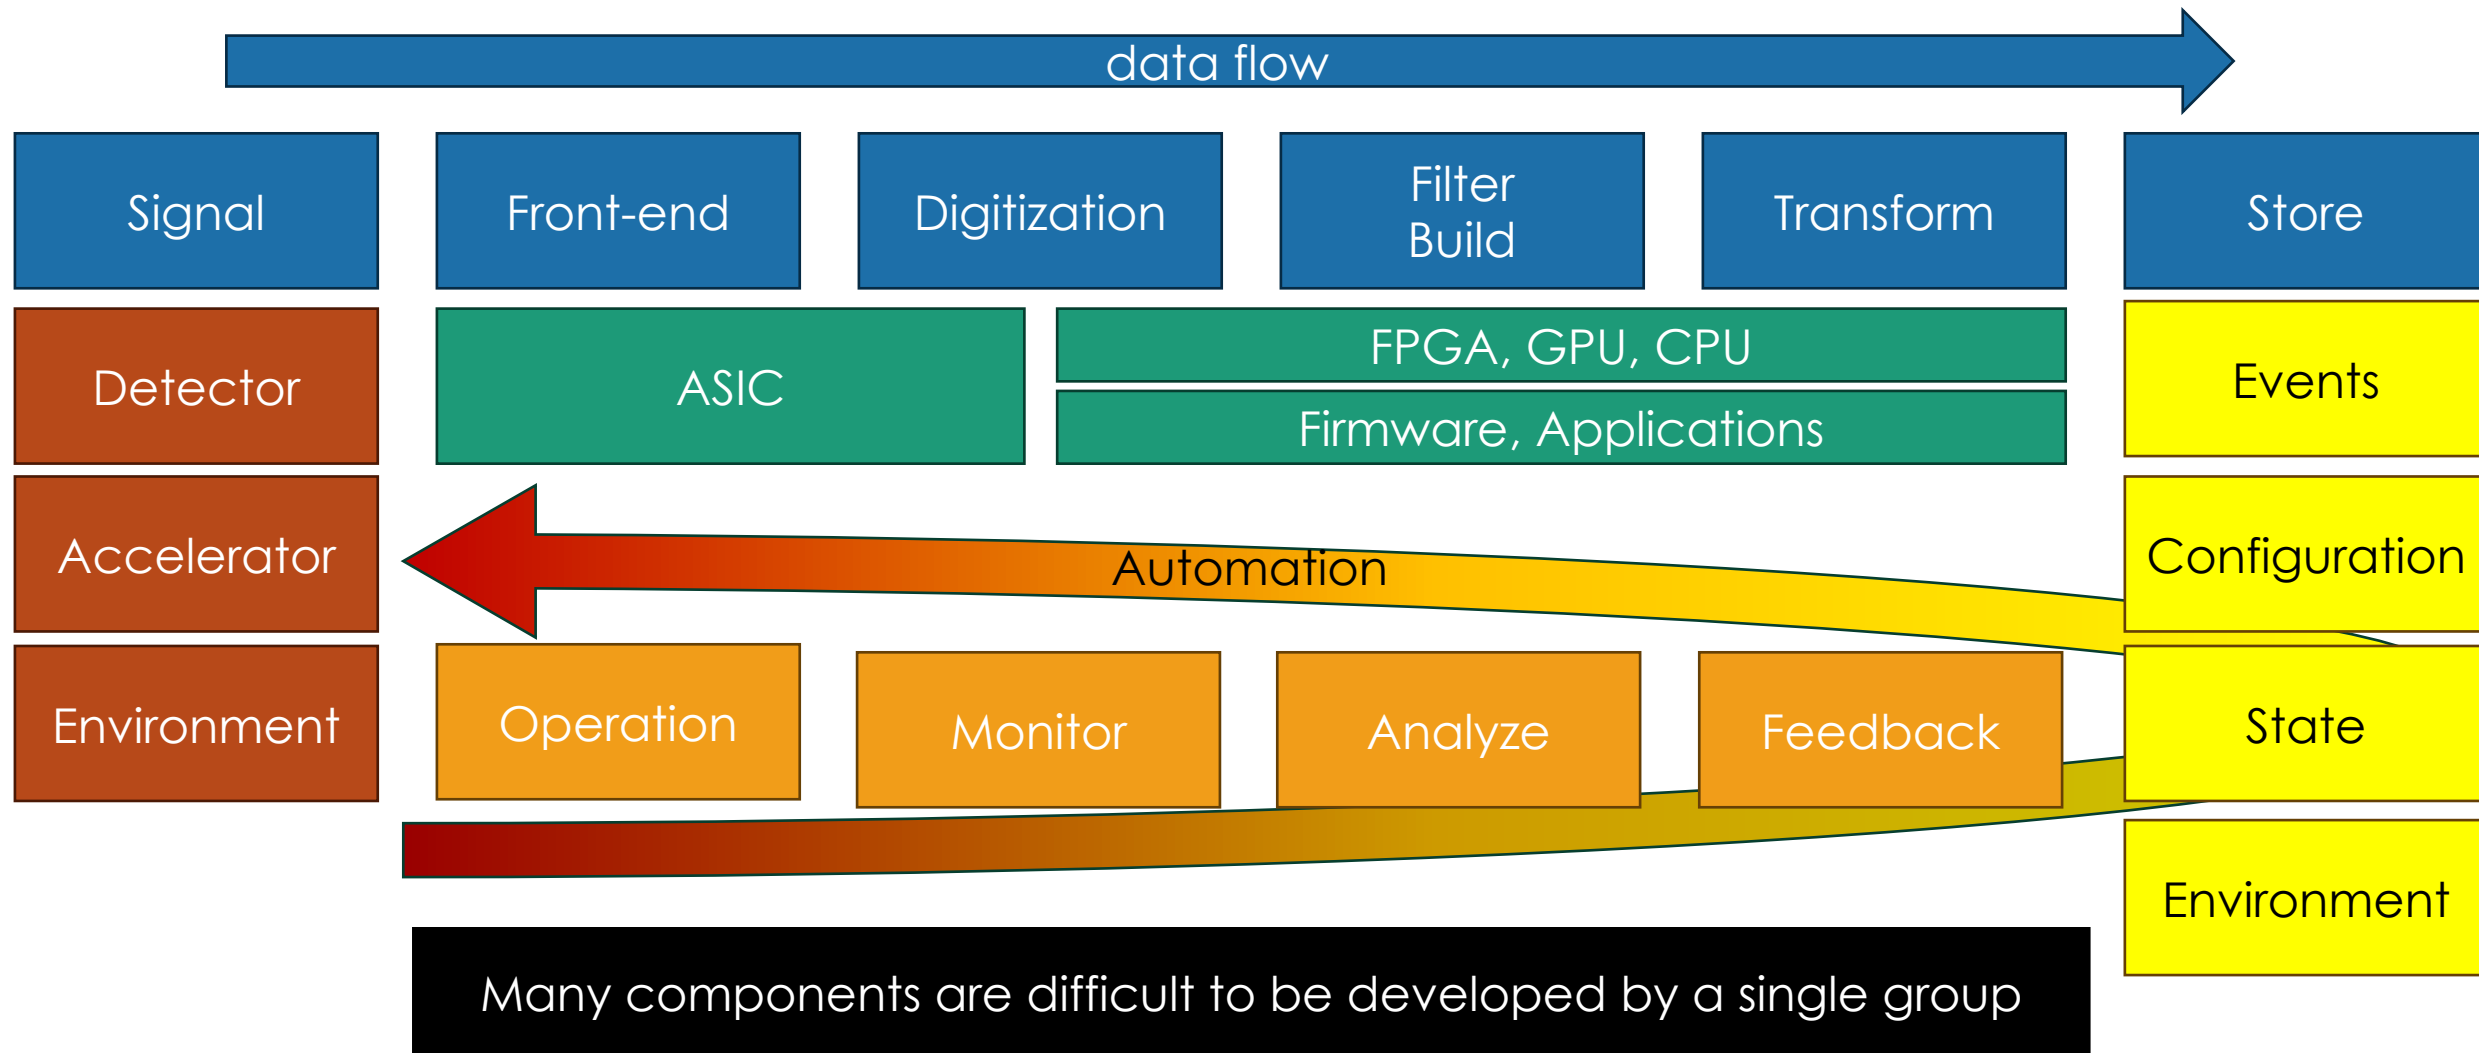 data flow
Signal
Front-end
Digitization
Filter
Build
Transform
Store
Detector
ASIC
FPGA, GPU, CPU
Firmware, Applications
Events
Accelerator
Automation
Configuration
Environment
Operation
Monitor
Analyze
Feedback
State
Environment
Many components are difficult to be developed by a single group